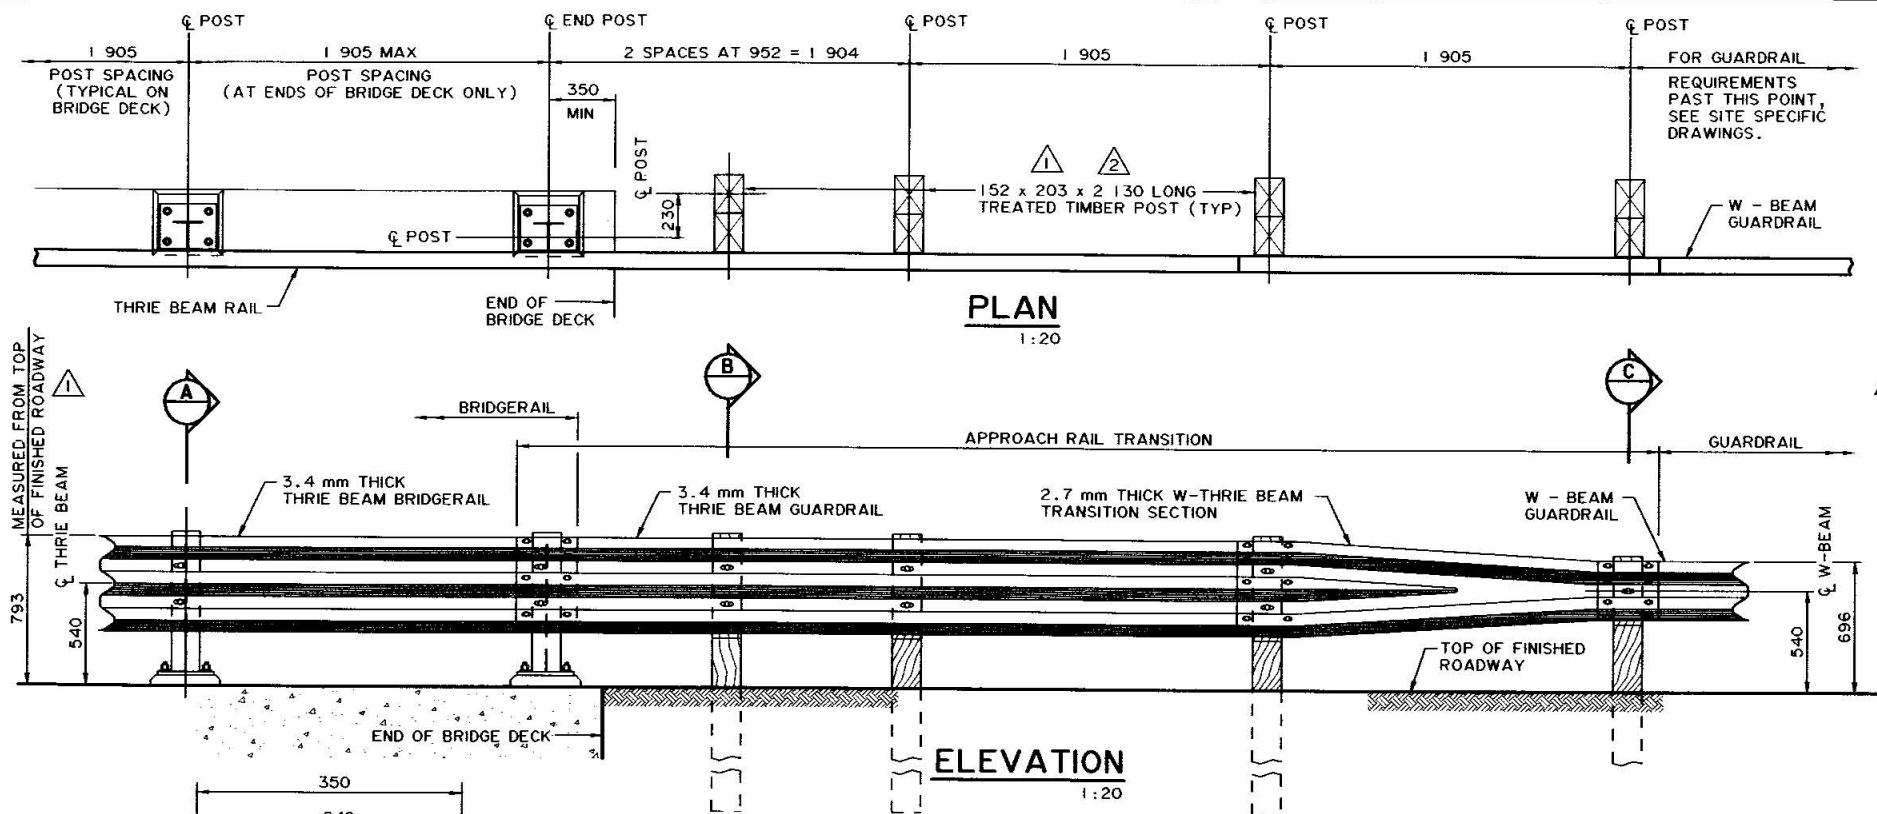 ℄ POST
℄ END POST
℄ POST
℄ POST
℄ POST
1 905
1 905 MAX
2 SPACES AT 952 = 1 904
1 905
1 905
FOR GUARDRAIL
POST SPACING
(TYPICAL ON
BRIDGE DECK)
POST SPACING
(AT ENDS OF BRIDGE DECK ONLY)
350
MIN
REQUIREMENTS
PAST THIS POINT,
SEE SITE SPECIFIC
DRAWINGS.
℄ POST
230
℄ POST
1
2
152 x 203 x 2 130 LONG
TREATED TIMBER POST (TYP)
W - BEAM
GUARDRAIL
THRIE BEAM RAIL
END OF
BRIDGE DECK
PLAN
1:20
MEASURED FROM TOP
OF FINISHED ROADWAY
1
A
B
C
BRIDGERAIL
APPROACH RAIL TRANSITION
GUARDRAIL
3.4 mm THICK
THRIE BEAM BRIDGERAIL
3.4 mm THICK
THRIE BEAM GUARDRAIL
2.7 mm THICK W-THRIE BEAM
TRANSITION SECTION
W - BEAM
GUARDRAIL
℄ THRIE BEAM
793
540
℄ W-BEAM
540
696
TOP OF FINISHED
ROADWAY
END OF BRIDGE DECK
ELEVATION
1:20
350